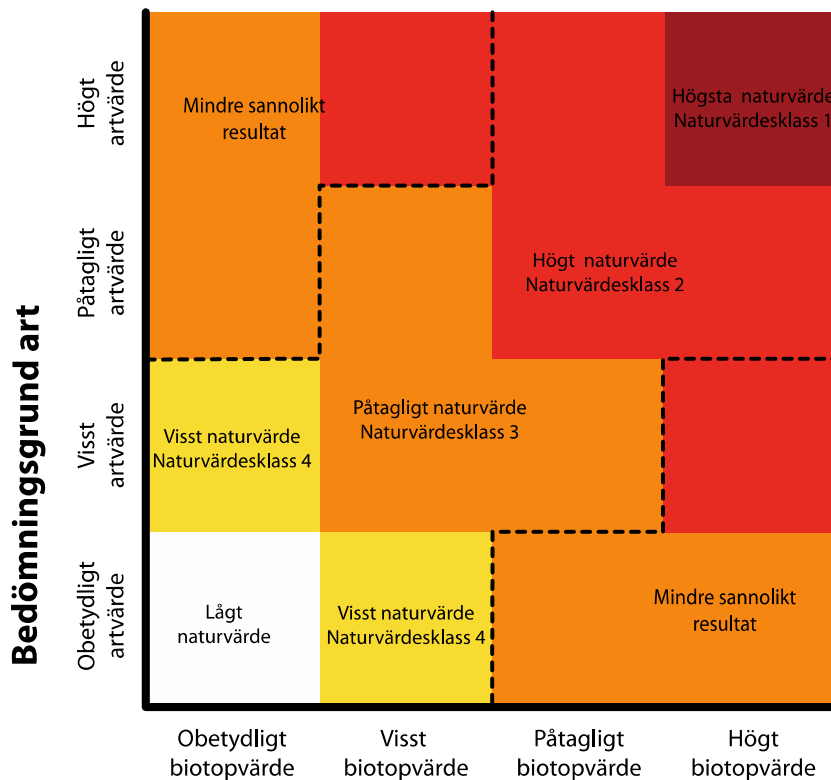 Bedömningsgrund art
Högt
artvärde
Påtagligt
artvärde
Visst
artvärde
Obetydligt
artvärde
Mindre sannolikt
resultat
Högsta naturvärde
Naturvärdesklass 1
Högt naturvärde
Naturvärdesklass 2
Påtagligt naturvärde
Naturvärdesklass 3
Visst naturvärde
Naturvärdesklass 4
Lågt
naturvärde
Visst naturvärde
Naturvärdesklass 4
Mindre sannolikt
resultat
Obetydligt
biotopvärde
Visst
biotopvärde
Påtagligt
biotopvärde
Högt
biotopvärde